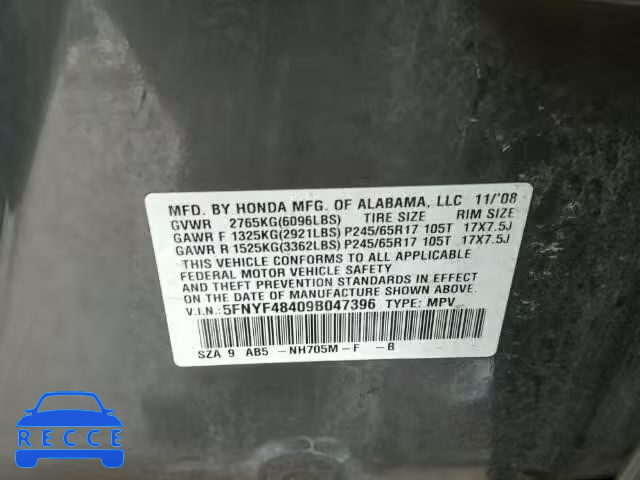 MFD. BY HONDA MFG. OF ALABAMA, LLC 11/'08
GVWR 2765KG(6096LBS) TIRE SIZE RIM SIZE
GAWR F 1325KG(2921LBS) P245/65R17 105T 17X7.5J
GAWR R 1525KG(3362LBS) P245/65R17 105T 17X7.5J
THIS VEHICLE CONFORMS TO ALL APPLICABLE
FEDERAL MOTOR VEHICLE SAFETY
AND THEFT PREVENTION STANDARDS IN EFFECT
ON THE DATE OF MANUFACTURE SHOWN ABOVE.
V.I.N.: 5FNYF48409B047396 TYPE: MPV
SZA 9 AB5 -NH705M-F -B
RECCE